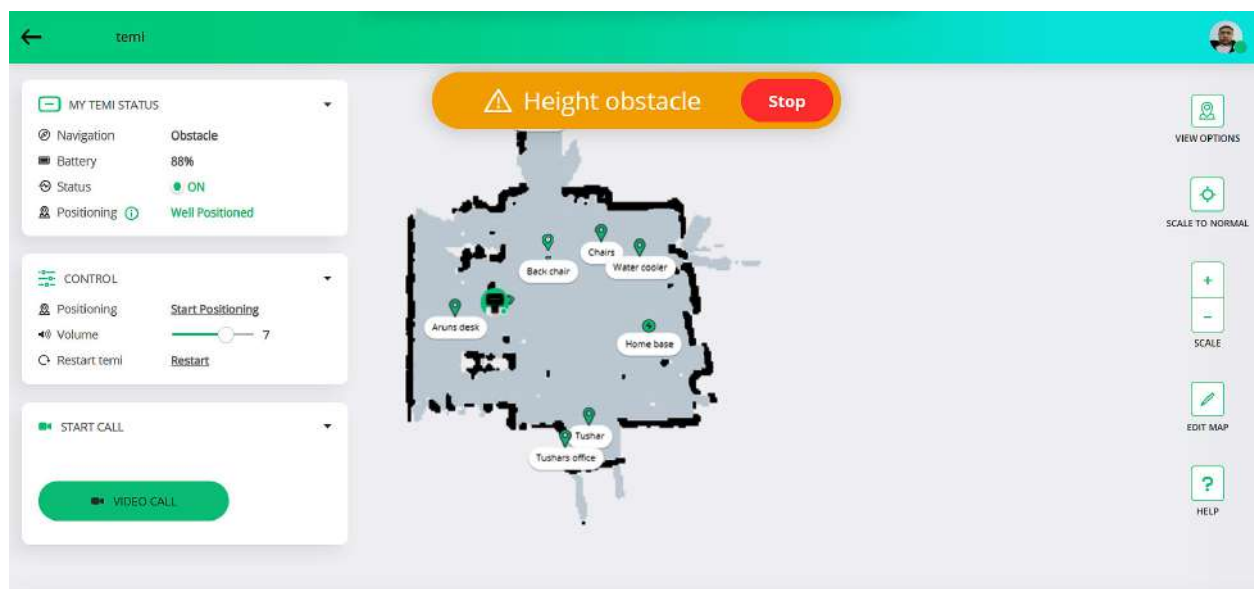 temi
Height obstacle
Stop
MY TEMI STATUS
Navigation Obstacle
Battery 88%
Status ON
Positioning Well Positioned
CONTROL
Positioning Start Positioning
Volume 7
Restart temi Restart
START CALL
VIDEO CALL
Chairs
Back chair
Water cooler
Aruns desk
Home base
Tushar
Tushars office
VIEW OPTIONS
SCALE TO NORMAL
+
-
SCALE
EDIT MAP
?
HELP